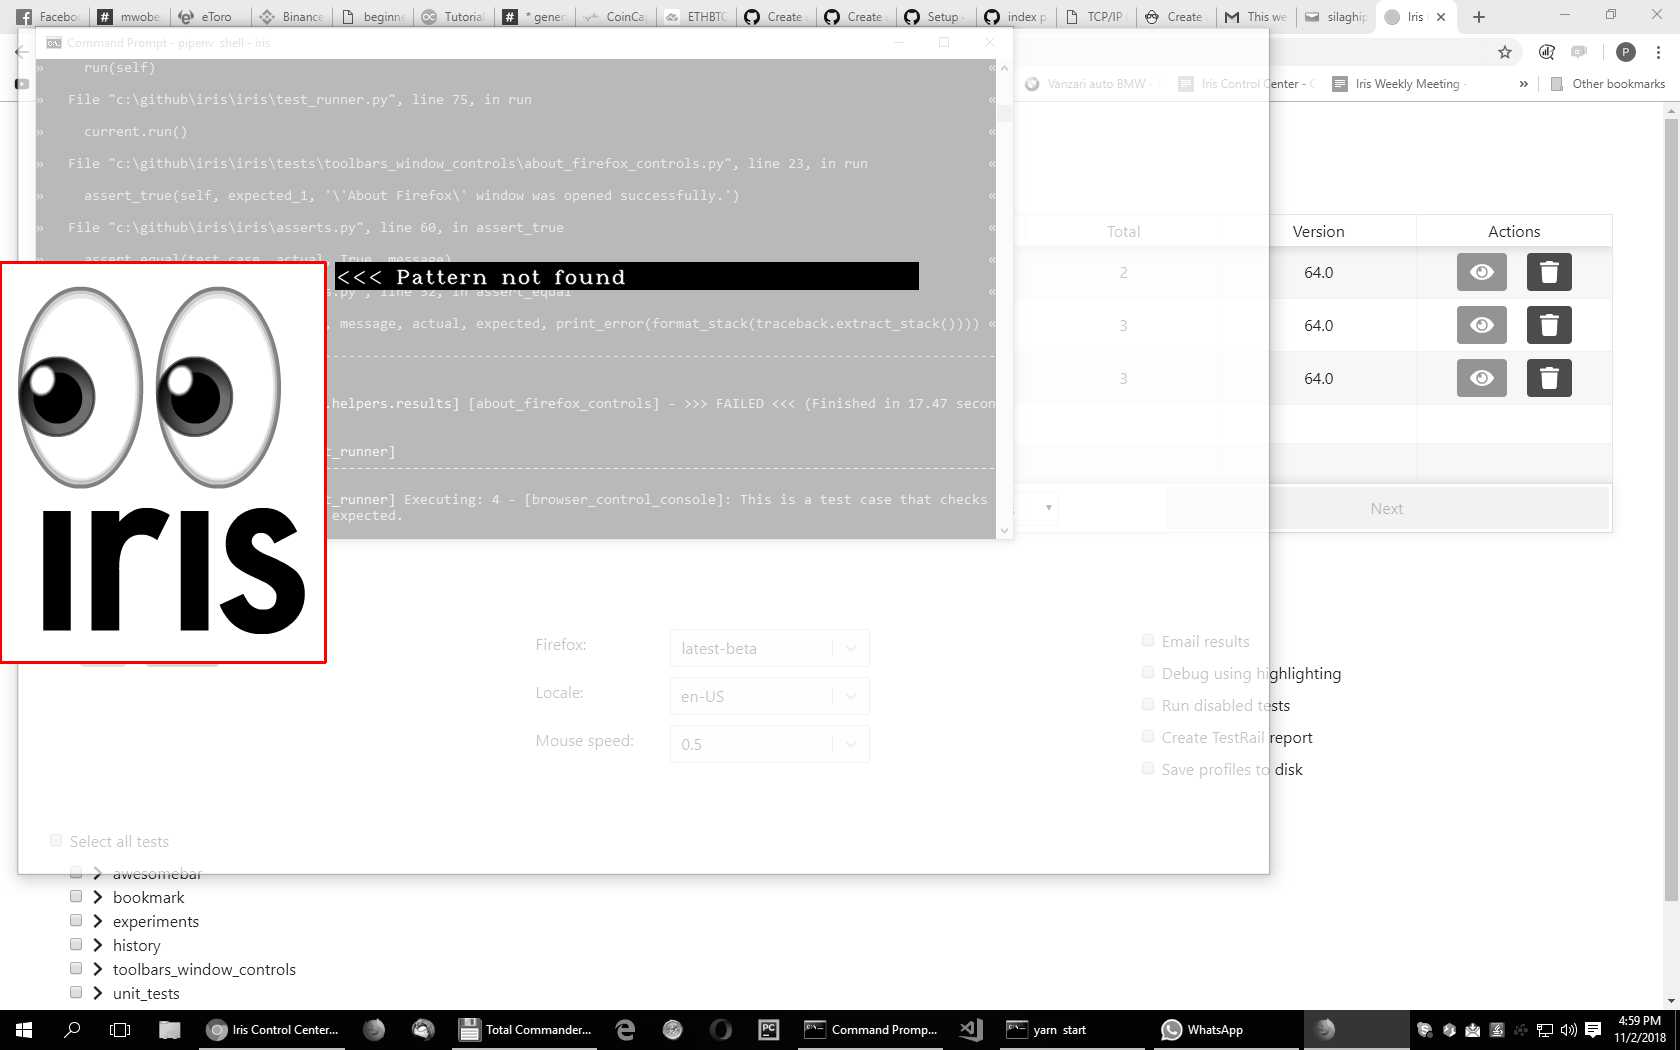 Facebo
mwobe
eToro
Binance
beginne
Tutorial
* gener
CoinCa
ETHBTC
Create
Create
Setup
index p
TCP/IP
Create
This we
silaghip
Iris
Command Prompt - pipenv shell - iris
P
Vanzari auto BMW -
Iris Control Center -
Iris Weekly Meeting -
»
Other bookmarks
» run(self) «
» File "c:\github\iris\iris\test_runner.py", line 75, in run «
» current.run() «
» File "c:\github\iris\iris\tests\toolbars_window_controls\about_firefox_controls.py", line 23, in run «
» assert_true(self, expected_1, '\'About Firefox\' window was opened successfully.') «
» File "c:\github\iris\iris\asserts.py", line 60, in assert_true «
assert_equal(test_case, actual, True, message)
<<< Pattern not found
line 52, in assert_equal «
, message, actual, expected, print_error(format_stack(traceback.extract_stack()))) «
.helpers.results] [about_firefox_controls] - >>> FAILED <<< (Finished in 17.47 secon
t_runner]
t_runner] Executing: 4 - [browser_control_console]: This is a test case that checks
expected.
iris
Total Version Actions
2 64.0
3 64.0
3 64.0
Next
Firefox: latest-beta
Locale: en-US
Mouse speed: 0.5
Email results
Debug using highlighting
Run disabled tests
Create TestRail report
Save profiles to disk
Select all tests
awesomebar
bookmark
experiments
history
toolbars_window_controls
unit_tests
Iris Control Center...
Total Commander...
PC
Command Promp...
yarn start
WhatsApp
4:59 PM
11/2/2018